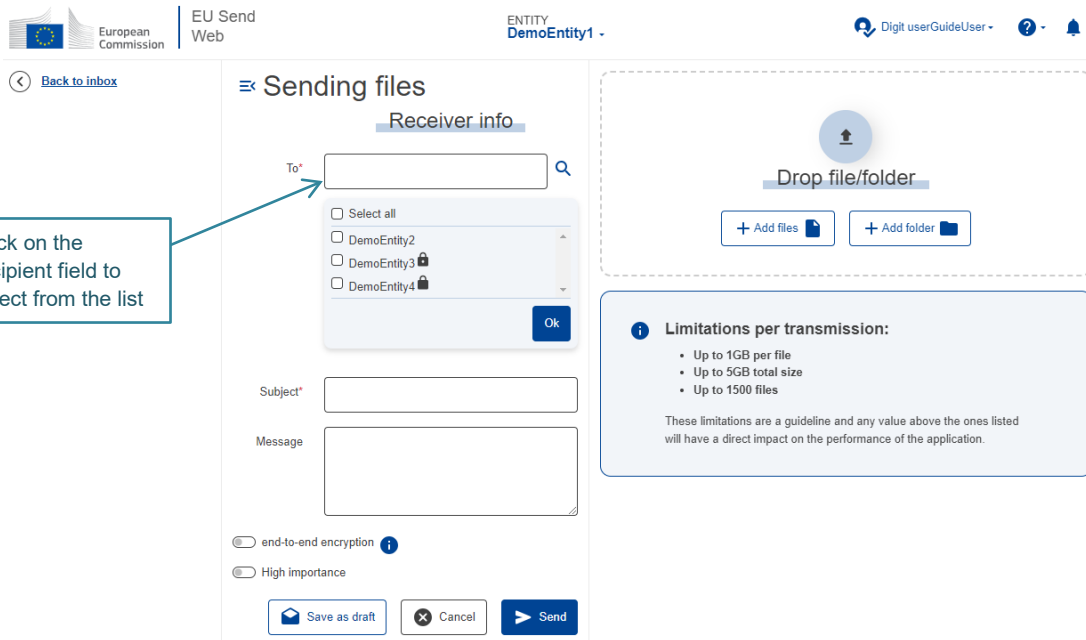 European
Commission
EU Send
Web
ENTITY
DemoEntity1
Digit userGuideUser
?
Back to inbox
Sending files
Receiver info
To*
Select all
DemoEntity2
DemoEntity3
DemoEntity4
Ok
on the
field to
from the list
Subject*
Message
end-to-end encryption i
High importance
Save as draft
Cancel
Send
Drop file/folder
+ Add files
+ Add folder
i Limitations per transmission:
• Up to 1GB per file
• Up to 5GB total size
• Up to 1500 files
These limitations are a guideline and any value above the ones listed
will have a direct impact on the performance of the application.